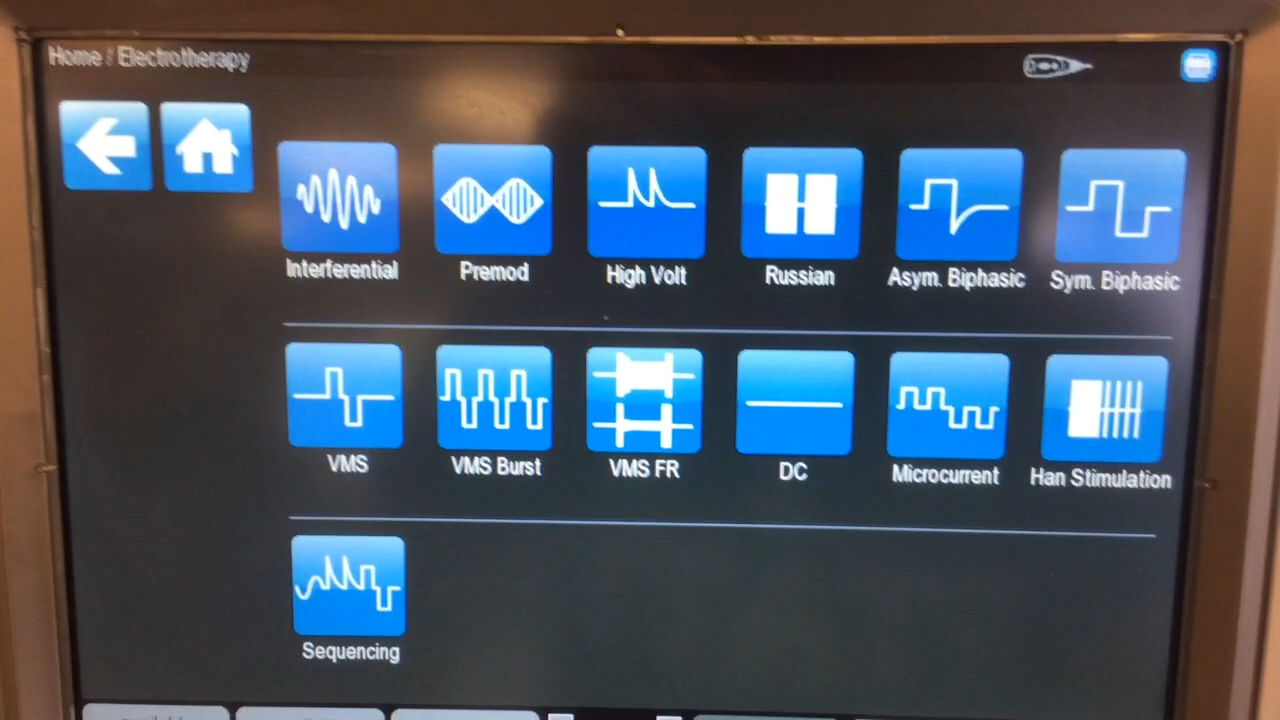 Home / Electrotherapy
Interferential Premod High Volt Russian Asym. Biphasic Sym. Biphasic
VMS VMS Burst VMS FR DC Microcurrent Han Stimulation
Sequencing